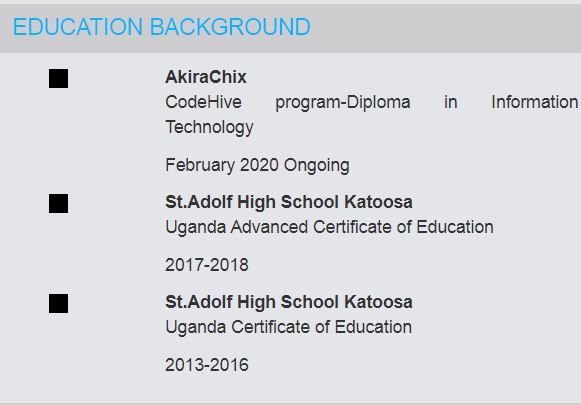 EDUCATION BACKGROUND
AkiraChix
CodeHive program-Diploma in Information
Technology
February 2020 Ongoing
St.Adolf High School Katoosa
Uganda Advanced Certificate of Education
2017-2018
St.Adolf High School Katoosa
Uganda Certificate of Education
2013-2016